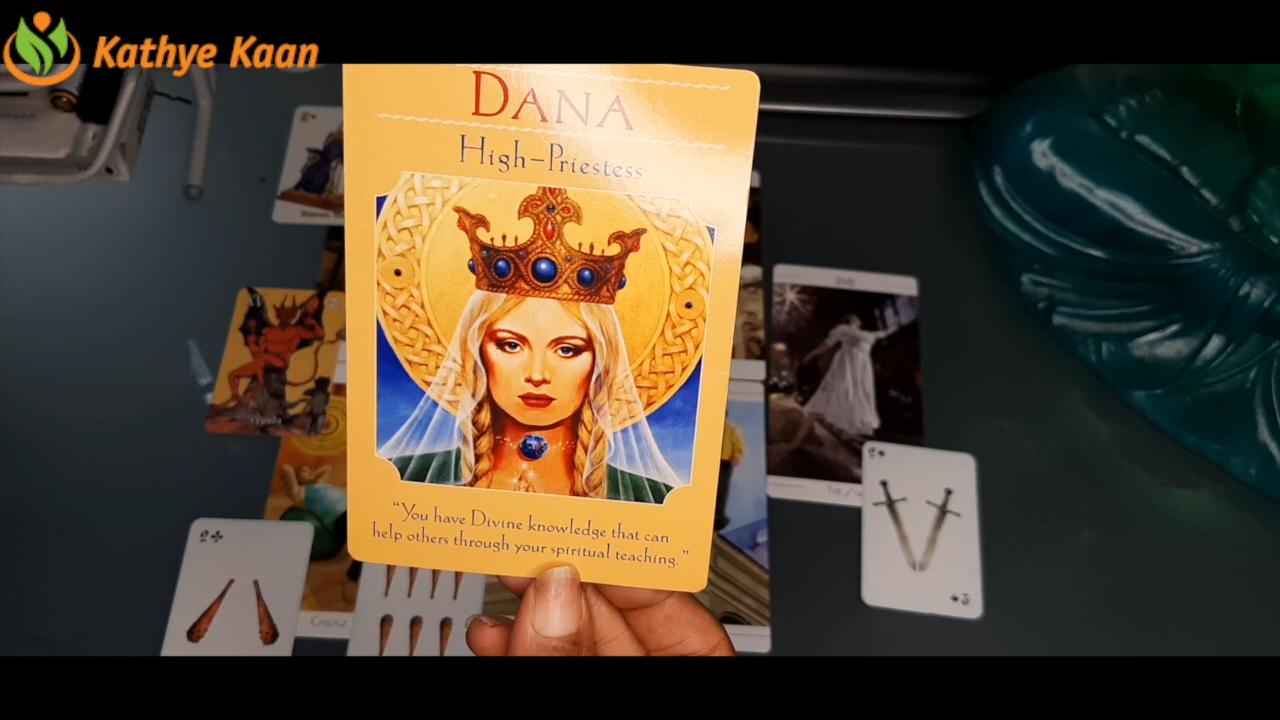 Kathye Kaan
DANA
High-Priestess
"You have Divine knowledge that can
help others through your spiritual teaching."